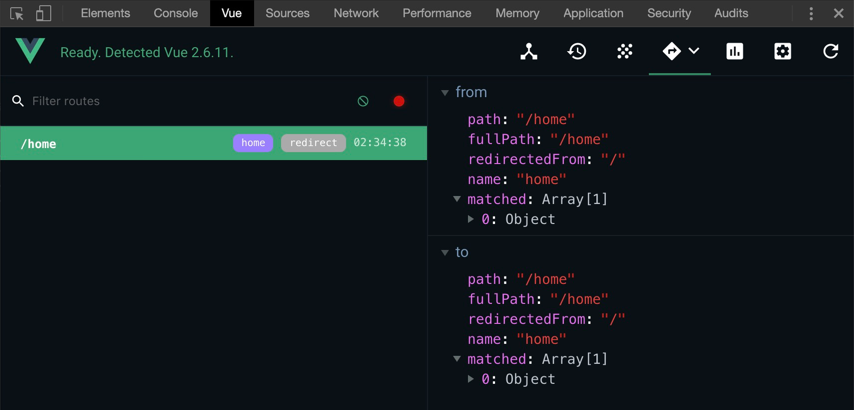 Elements Console Vue Sources Network Performance Memory Application Security Audits
Ready. Detected Vue 2.6.11.
Filter routes
/home home redirect 02:34:38
from
path: "/home"
fullPath: "/home"
redirectedFrom: "/"
name: "home"
matched: Array[1]
0: Object
to
path: "/home"
fullPath: "/home"
redirectedFrom: "/"
name: "home"
matched: Array[1]
0: Object